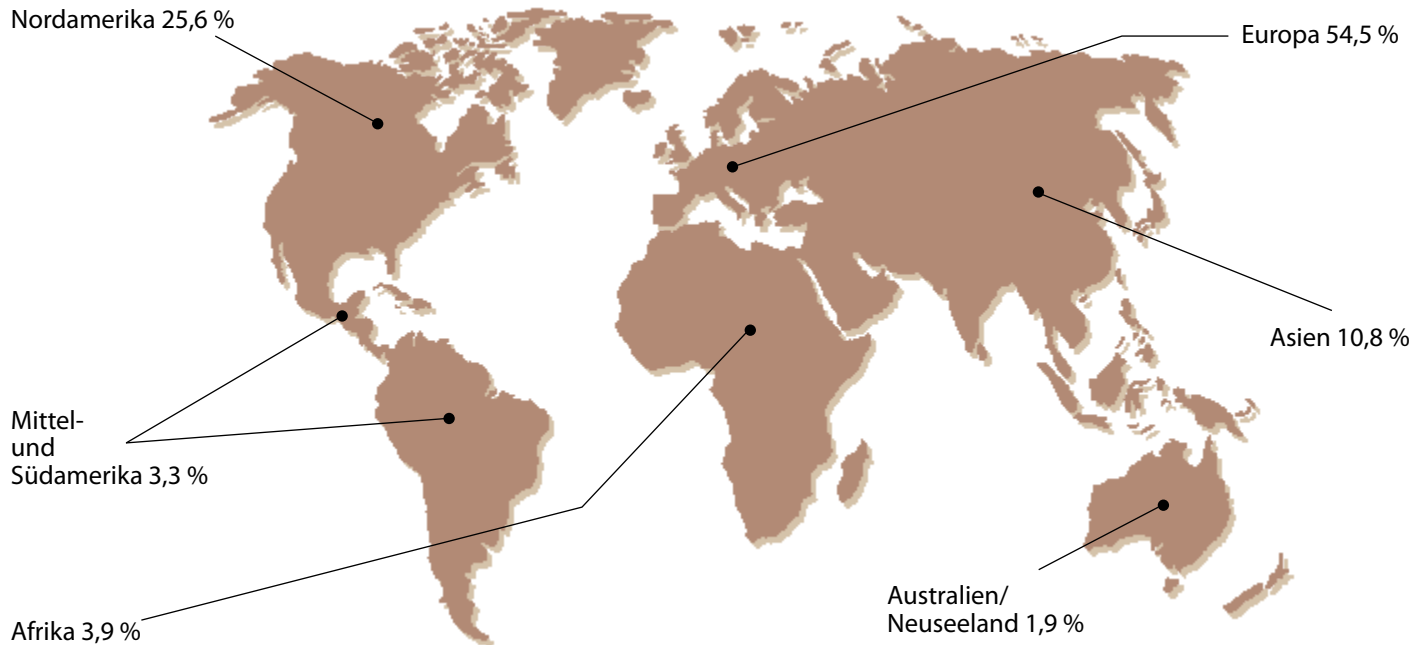 Nordamerika 25,6 %
Europa 54,5 %
Asien 10,8 %
Mittel-
und
Südamerika 3,3 %
Afrika 3,9 %
Australien/
Neuseeland 1,9 %